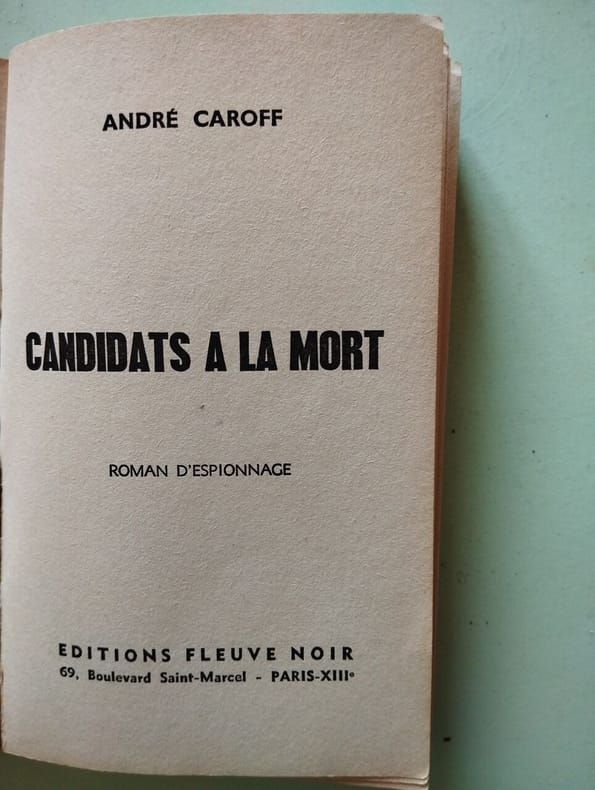 ANDRÉ CAROFF
CANDIDATS A LA MORT
ROMAN D'ESPIONNAGE
EDITIONS FLEUVE NOIR
69, Boulevard Saint-Marcel - PARIS-XIIIᵉ